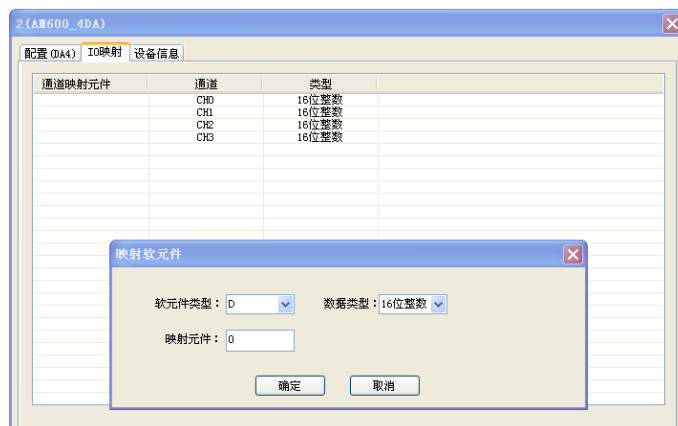 2(AM600_4DA)
配置(DA4) IO映射 设备信息
通道映射元件 通道 类型
CH0 16位整数
CH1 16位整数
CH2 16位整数
CH3 16位整数
映射软元件
软元件类型： D 数据类型： 16位整数
映射元件： 0
确定 取消